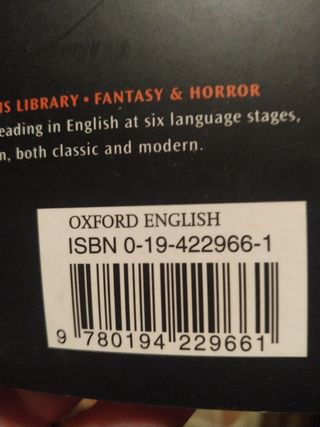 IS LIBRARY • FANTASY & HORROR
eading in English at six language stages,
n, both classic and modern.
OXFORD ENGLISH
ISBN 0-19-422966-1
9 780194 229661